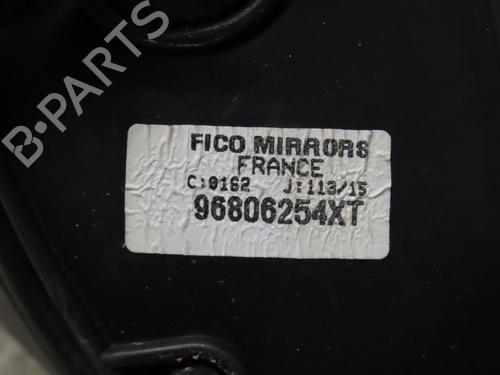 FICO MIRRORS
FRANCE
C:0162 J:113/15
96806254XT
B-PARTS